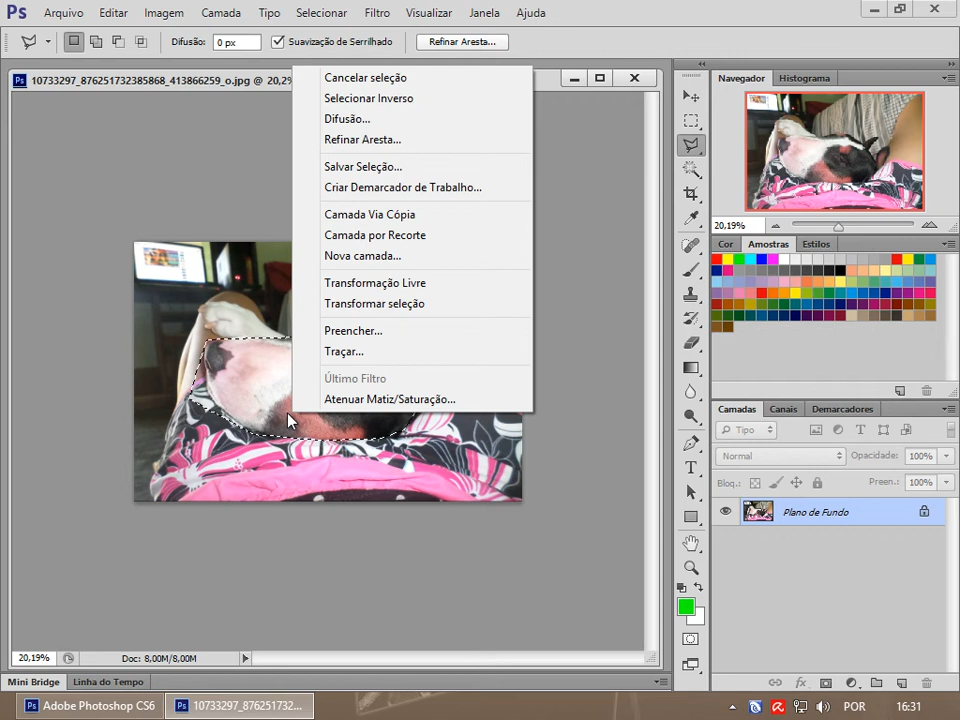 Ps Arquivo Editar Imagem Camada Tipo Selecionar Filtro Visualizar Janela Ajuda
Difusão: 0 px Suavização de Serrilhado Refinar Aresta...
Ps 10733297_876251732385868_413866259_o.jpg @ 20,2%
Cancelar seleção
Selecionar Inverso
Difusão...
Refinar Aresta...
Salvar Seleção...
Criar Demarcador de Trabalho...
Camada Via Cópia
Camada por Recorte
Nova camada...
Transformação Livre
Transformar seleção
Preencher...
Traçar...
Último Filtro
Atenuar Matiz/Saturação...
Navegador Histograma
20,19%
Cor Amostras Estilos
Camadas Canais Demarcadores
Tipo
Normal Opacidade: 100%
Bloq.: Preen.: 100%
Plano de Fundo
20,19% Doc: 8,00M/8,00M
Mini Bridge Linha do Tempo
Ps Adobe Photoshop CS6 Ps 10733297_876251732... POR 16:31